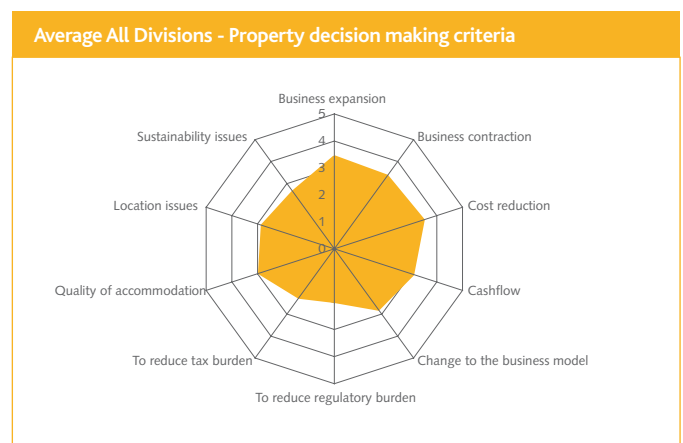 Average All Divisions - Property decision making criteria
Business expansion
5
Sustainability issues
Business contraction
4
3
2
Location issues
Cost reduction
1
0
Quality of accommodation
Cashflow
To reduce tax burden
Change to the business model
To reduce regulatory burden